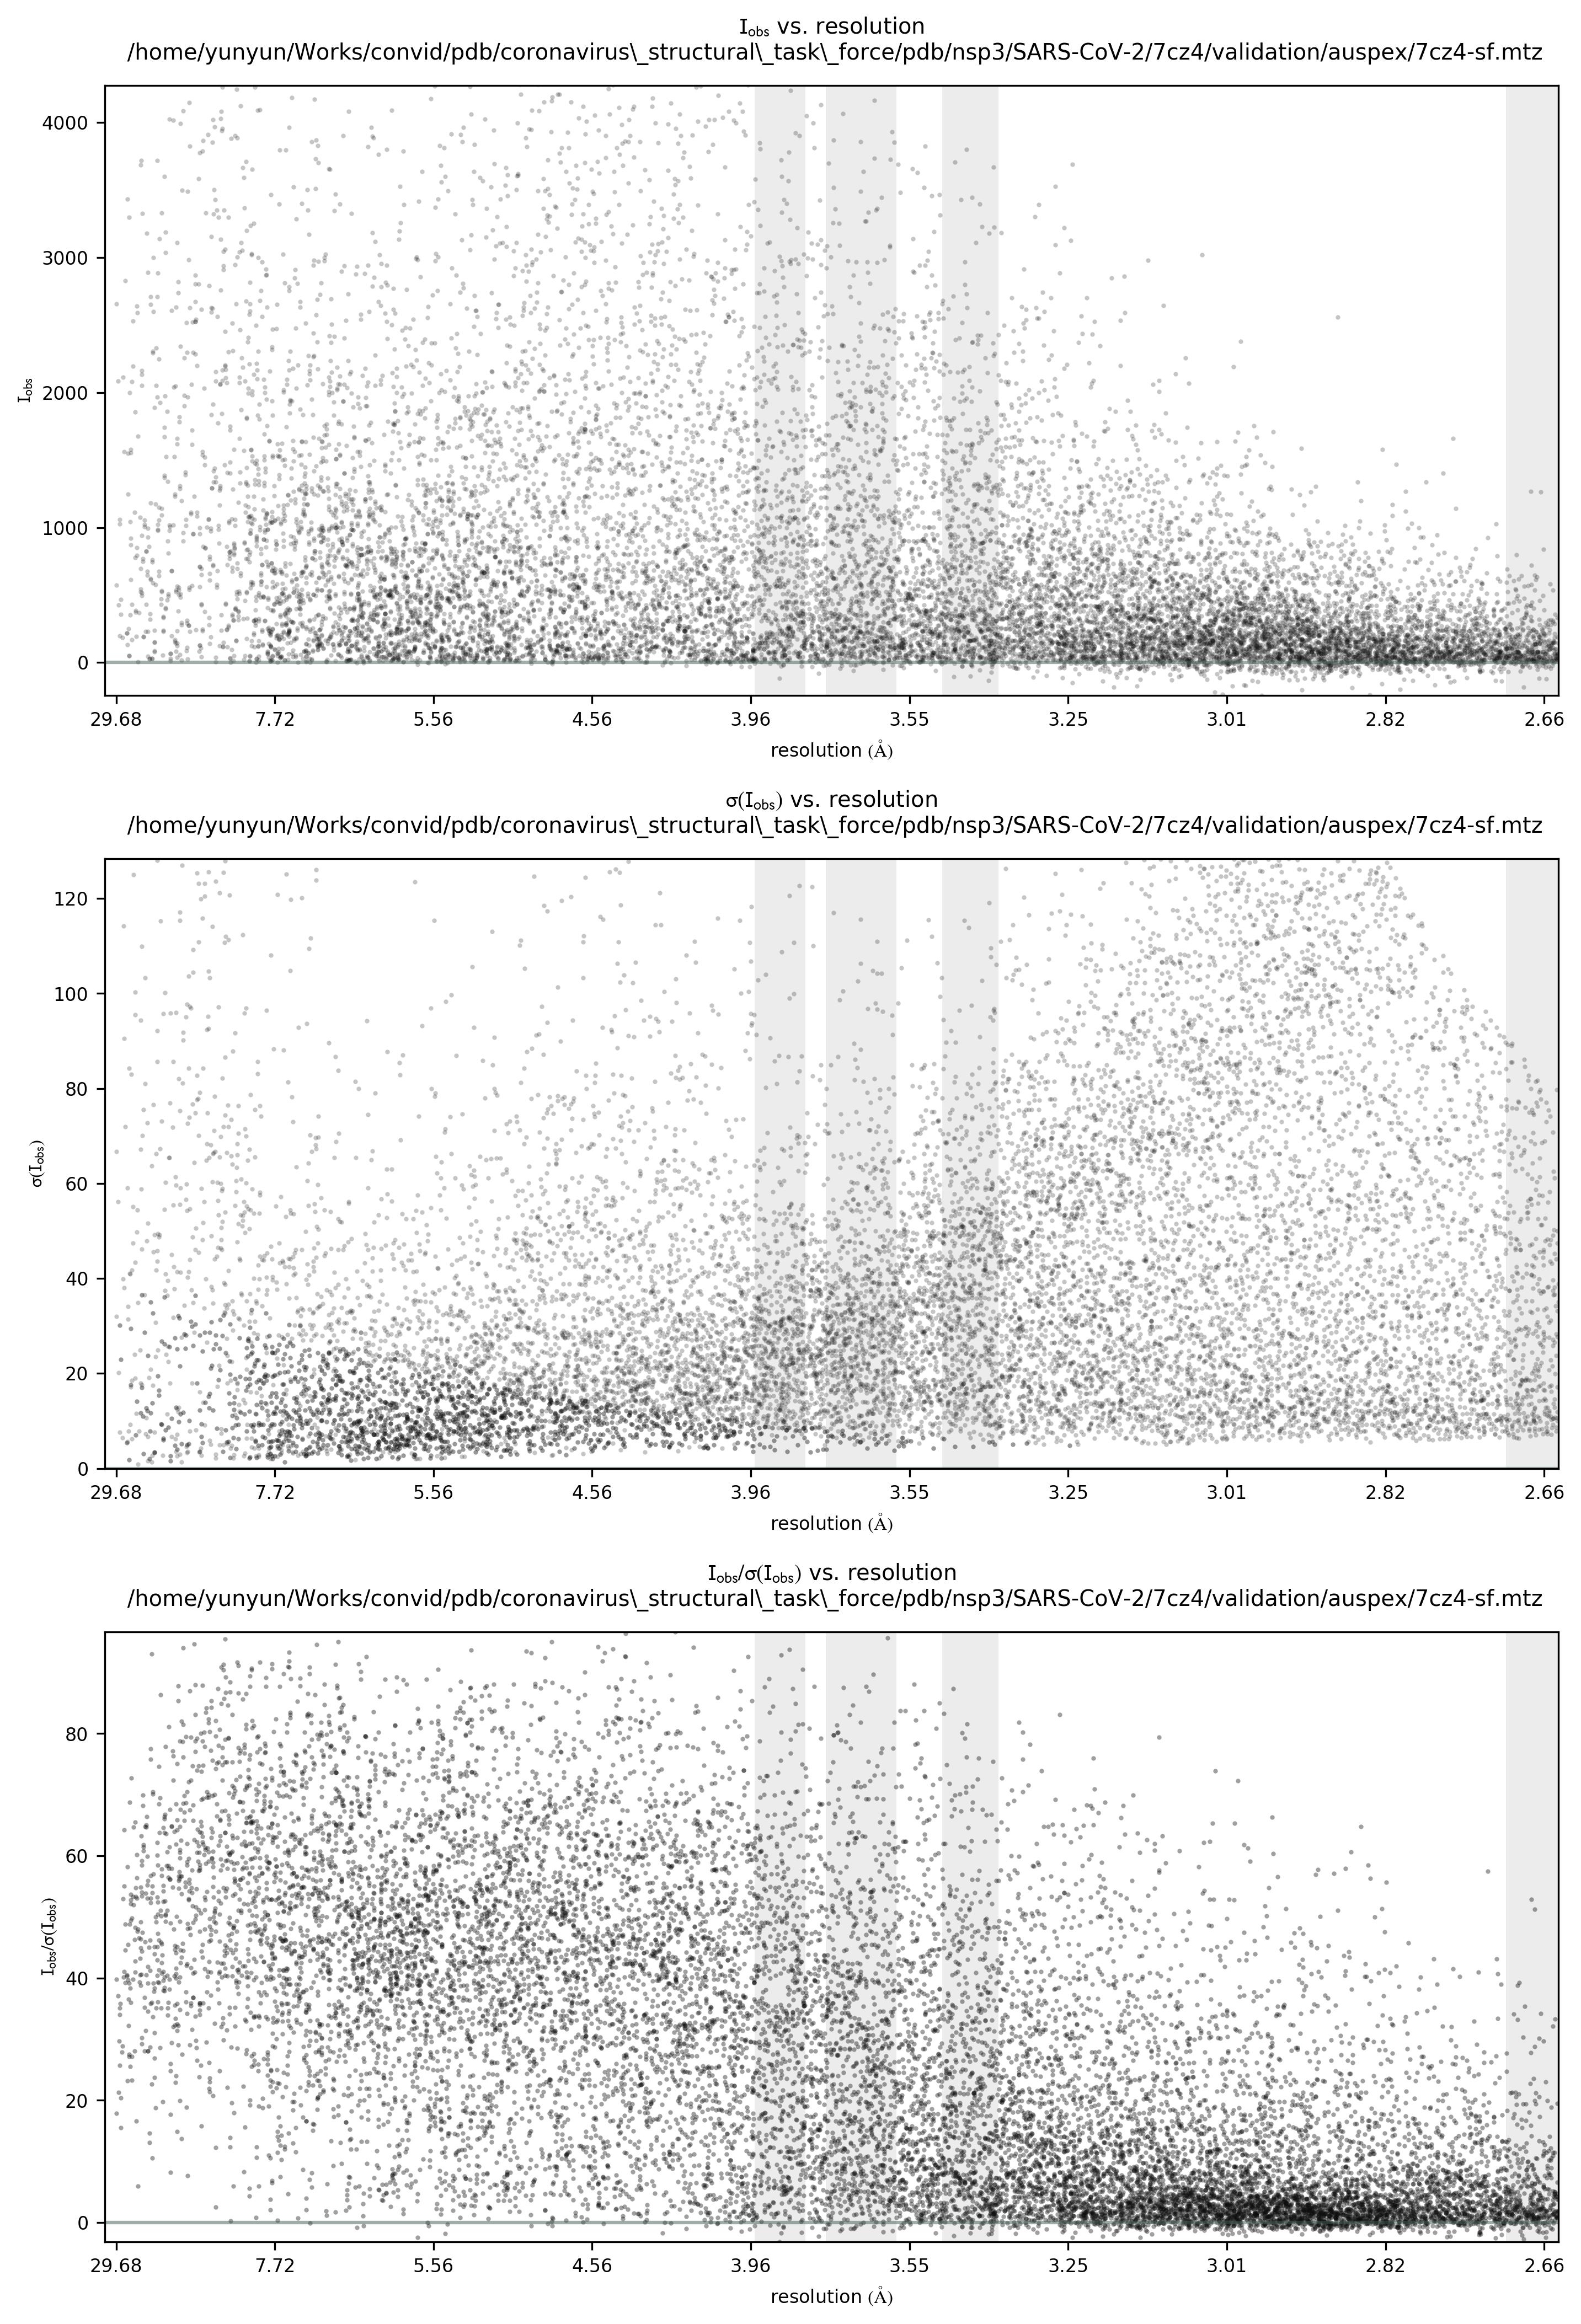 Iobs vs. resolution
/home/yunyun/Works/convid/pdb/coronavirus\_structural\_task\_force/pdb/nsp3/SARS-CoV-2/7cz4/validation/auspex/7cz4-sf.mtz
4000
3000
2000
1000
0
Iobs
29.68 7.72 5.56 4.56 3.96 3.55 3.25 3.01 2.82 2.66
resolution (Å)
σ(Iobs) vs. resolution
/home/yunyun/Works/convid/pdb/coronavirus\_structural\_task\_force/pdb/nsp3/SARS-CoV-2/7cz4/validation/auspex/7cz4-sf.mtz
120
100
80
60
40
20
0
σ(Iobs)
29.68 7.72 5.56 4.56 3.96 3.55 3.25 3.01 2.82 2.66
resolution (Å)
Iobs/σ(Iobs) vs. resolution
/home/yunyun/Works/convid/pdb/coronavirus\_structural\_task\_force/pdb/nsp3/SARS-CoV-2/7cz4/validation/auspex/7cz4-sf.mtz
80
60
40
20
0
Iobs/σ(Iobs)
29.68 7.72 5.56 4.56 3.96 3.55 3.25 3.01 2.82 2.66
resolution (Å)